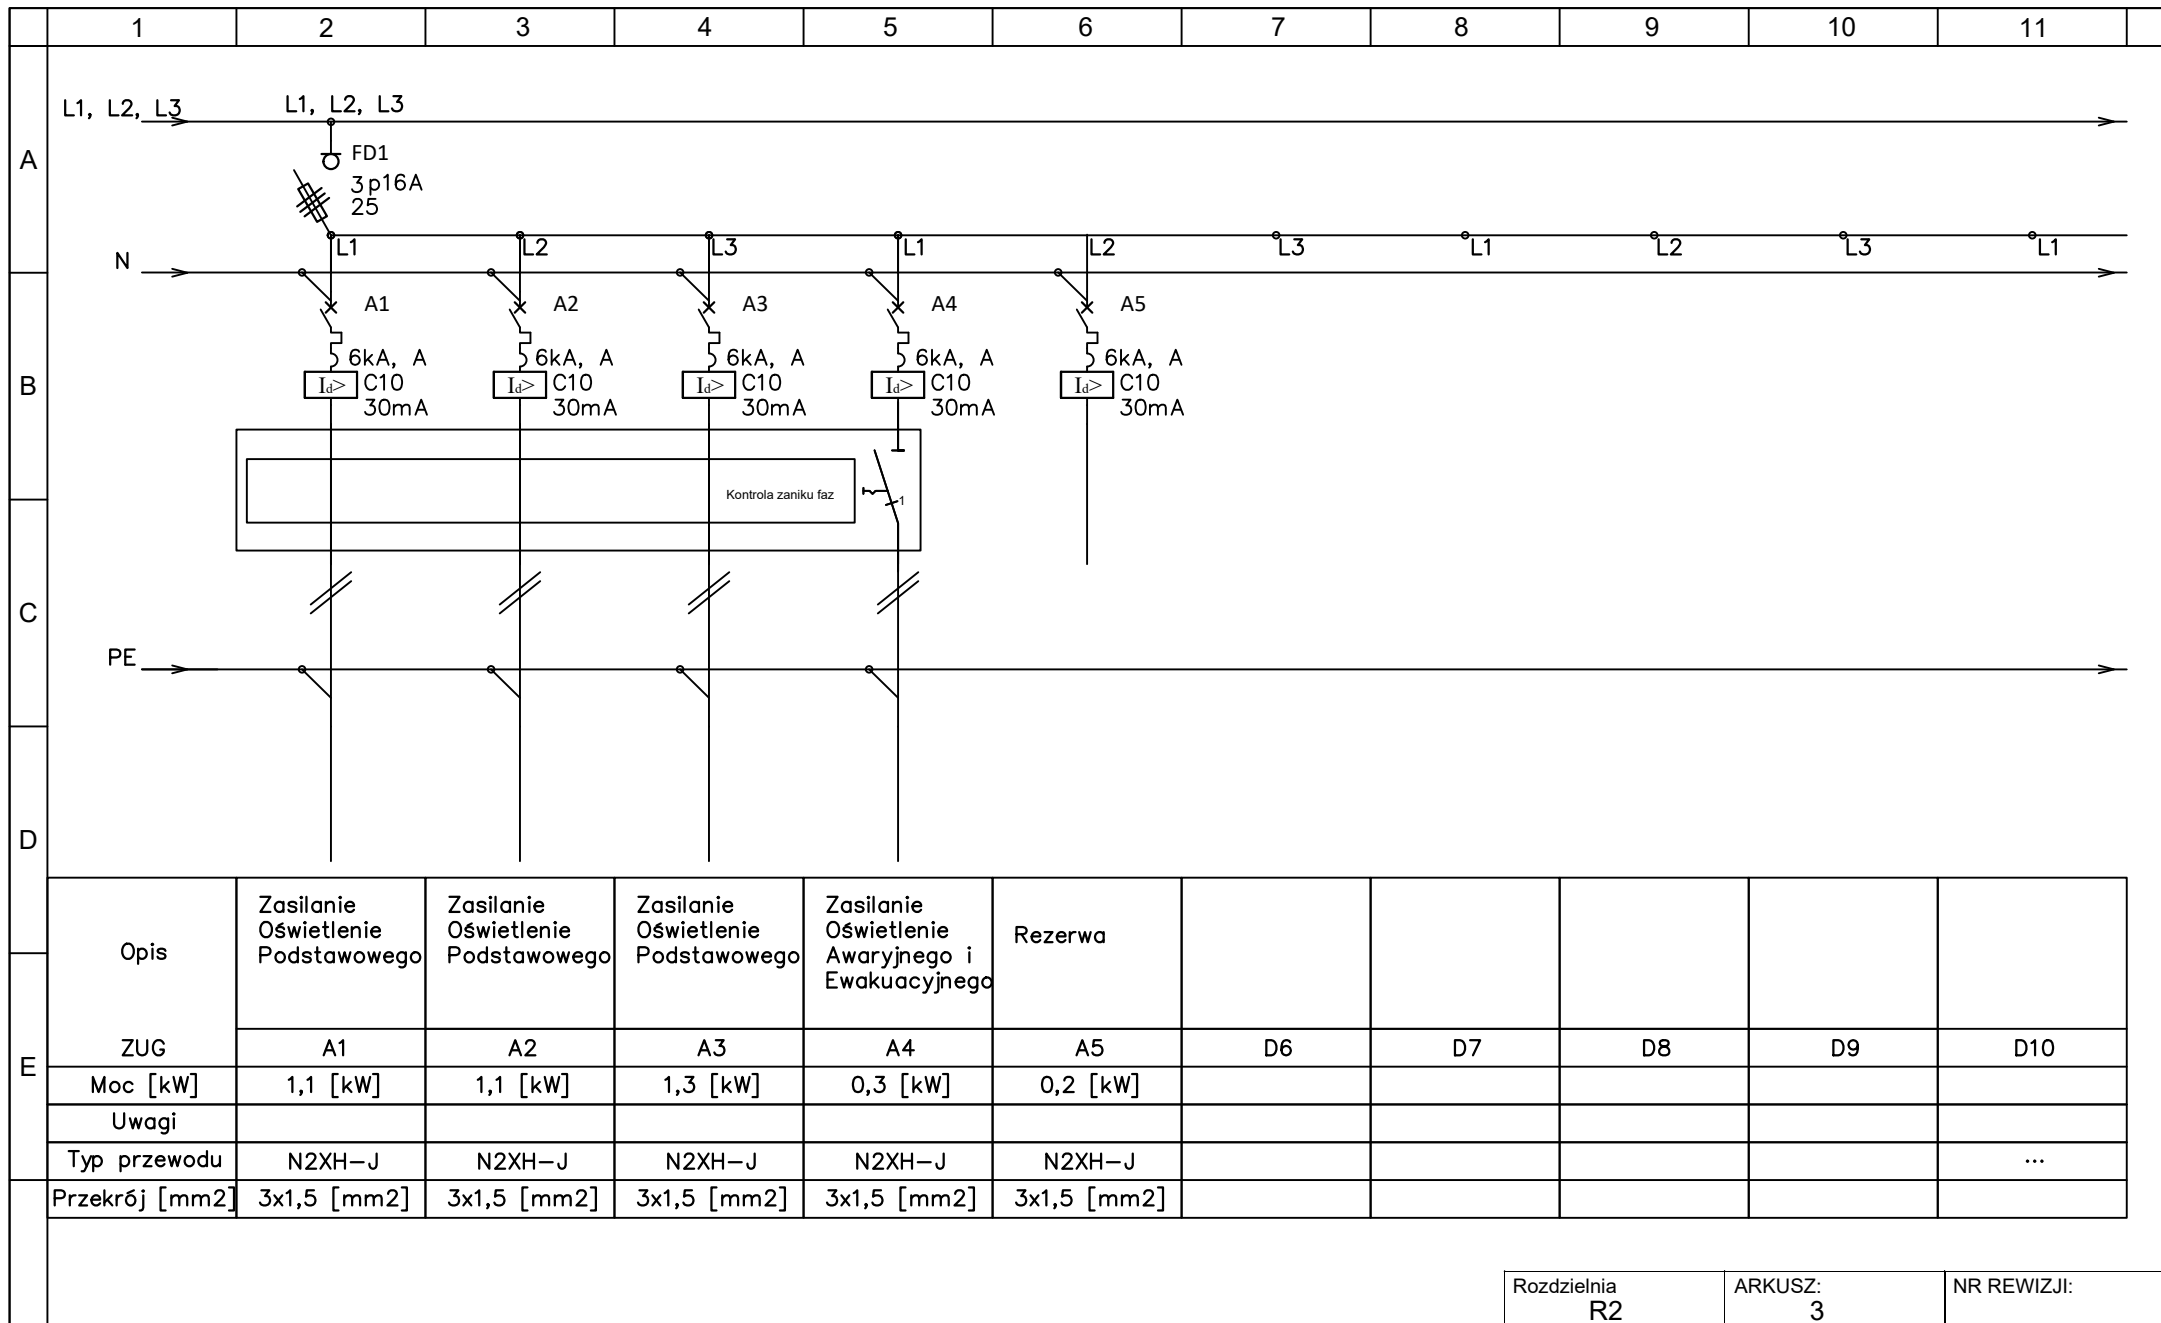 1 2 3 4 5 6 7 8 9 10 11
L1, L2, L3
L1, L2, L3
A
FD1
3p16A
25
L1 L2 L3 L1 L2 L3 L1 L2 L3 L1
N
A1 A2 A3 A4 A5
B
6kA, A 6kA, A 6kA, A 6kA, A 6kA, A
Id> C10 Id> C10 Id> C10 Id> C10 Id> C10
30mA 30mA 30mA 30mA 30mA
Kontrola zaniku faz
1
C
PE
D
Opis
Zasilanie
Oświetlenie
Podstawowego
Zasilanie
Oświetlenie
Podstawowego
Zasilanie
Oświetlenie
Podstawowego
Zasilanie
Oświetlenie
Awaryjnego i
Ewakuacyjnego
Rezerwa
E
ZUG A1 A2 A3 A4 A5 D6 D7 D8 D9 D10
Moc [kW] 1,1 [kW] 1,1 [kW] 1,3 [kW] 0,3 [kW] 0,2 [kW]
Uwagi
Typ przewodu N2XH-J N2XH-J N2XH-J N2XH-J N2XH-J ...
Przekrój [mm2] 3x1,5 [mm2] 3x1,5 [mm2] 3x1,5 [mm2] 3x1,5 [mm2] 3x1,5 [mm2]
Rozdzielnia
R2
ARKUSZ:
3
NR REWIZJI: